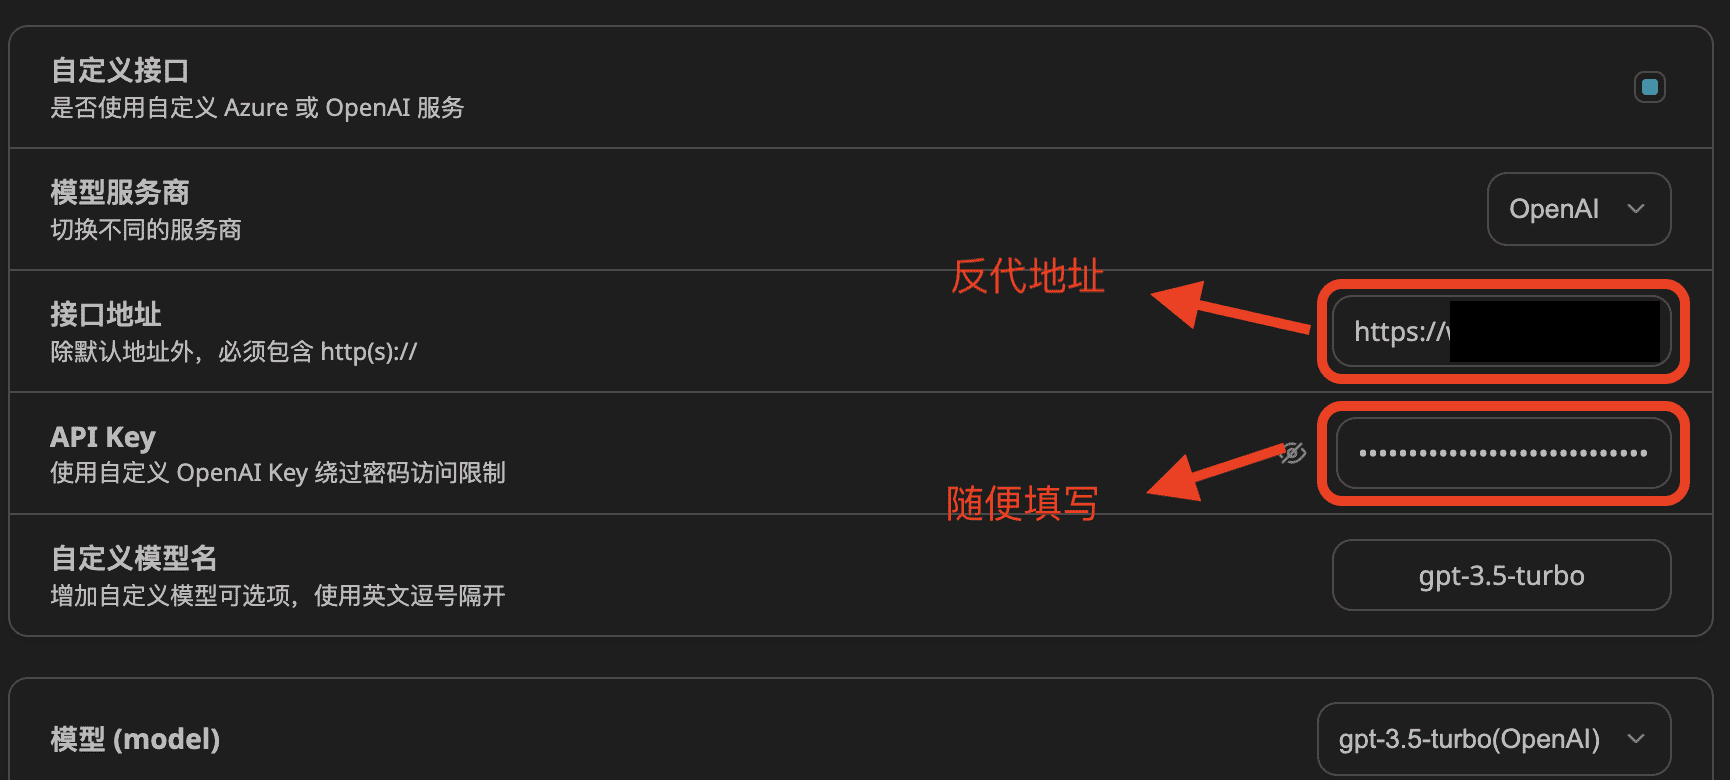 自定义接口
是否使用自定义 Azure 或 OpenAI 服务
模型服务商
切换不同的服务商
OpenAI
反代地址
接口地址
除默认地址外，必须包含 http(s)://
https://
API Key
使用自定义 OpenAI Key 绕过密码访问限制
•••••••••••••••••••••••••••••
随便填写
自定义模型名
增加自定义模型可选项，使用英文逗号隔开
gpt-3.5-turbo
模型 (model)
gpt-3.5-turbo(OpenAI)